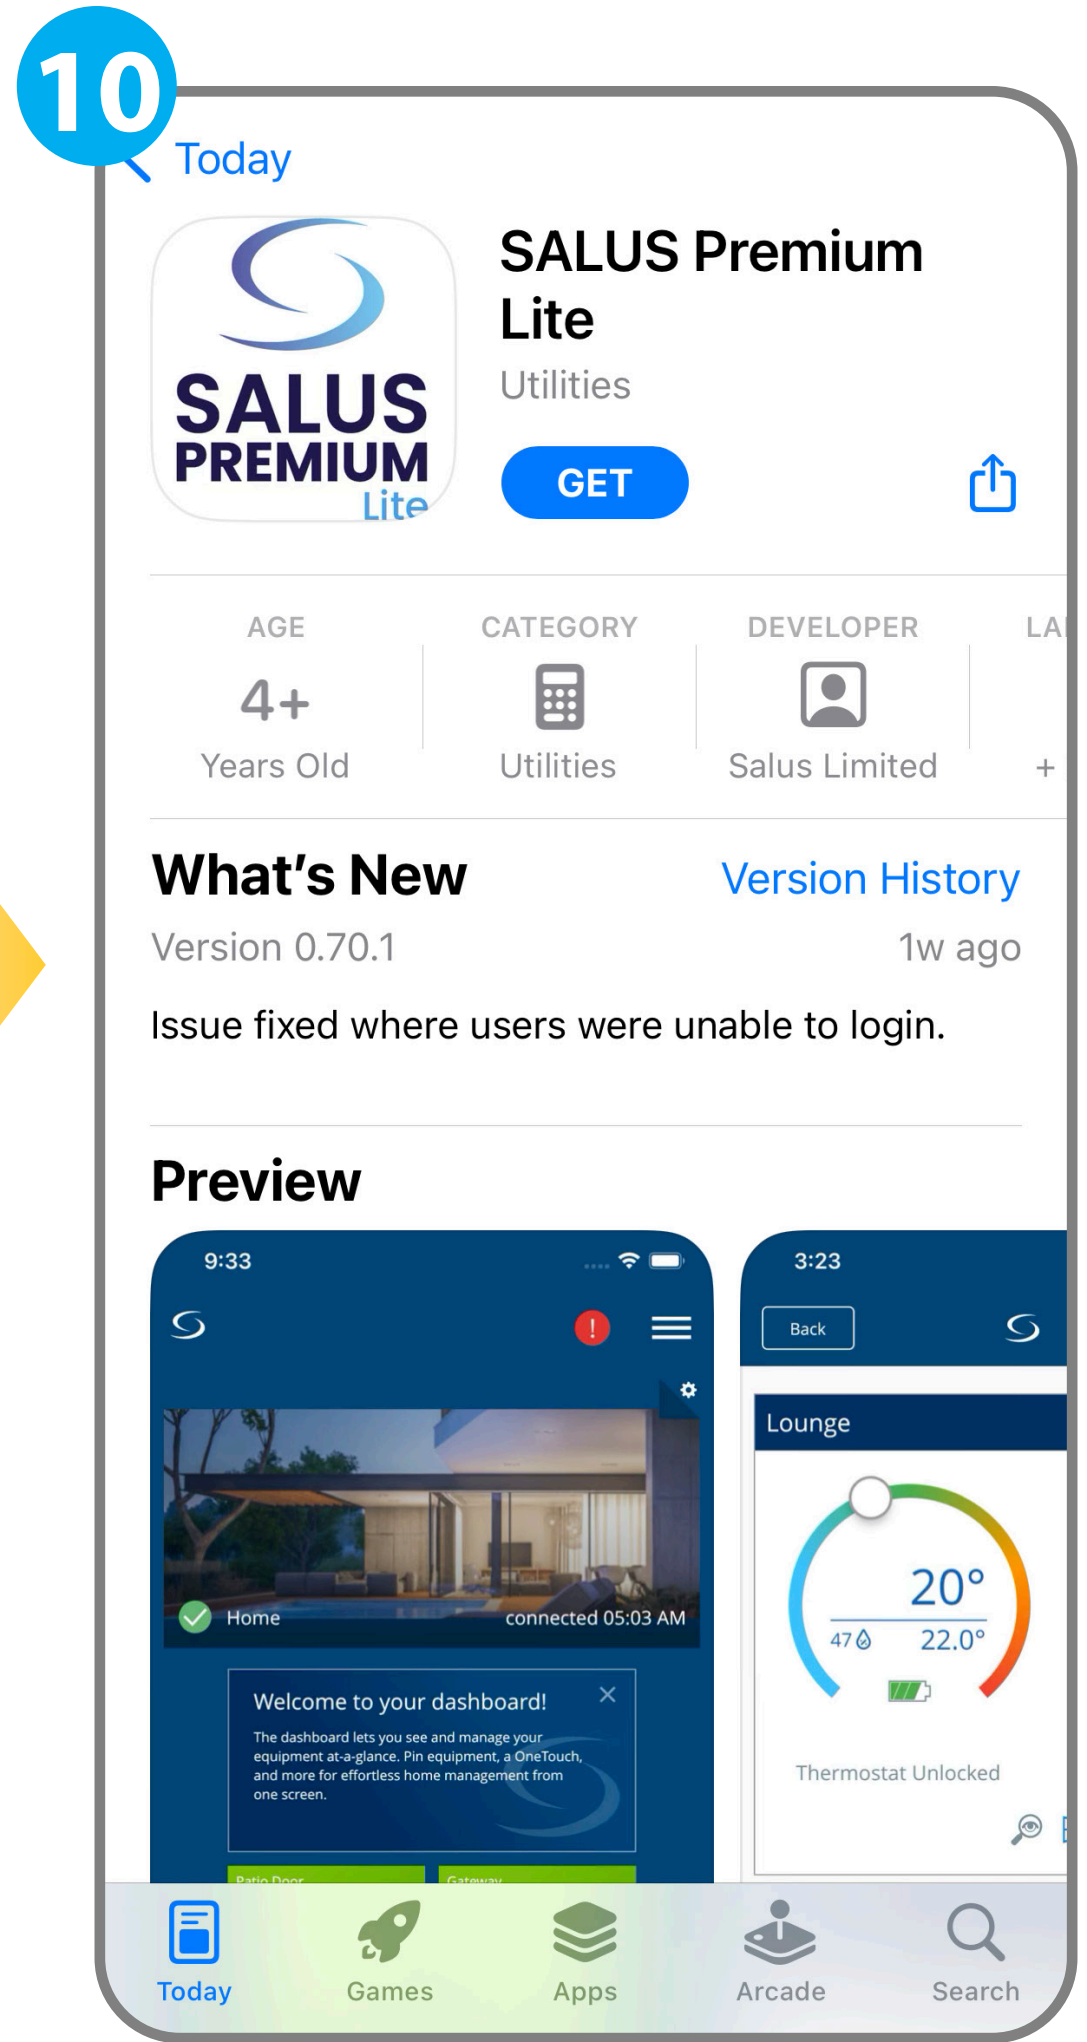 10
Today
SALUS
PREMIUM
Lite
SALUS Premium
Lite
Utilities
GET
AGE
CATEGORY
DEVELOPER
4+
Years Old
Utilities
Salus Limited
+
What's New
Version History
Version 0.70.1
1w ago
Issue fixed where users were unable to login.
Preview
9:33
!
Home
connected 05:03 AM
Welcome to your dashboard!
The dashboard lets you see and manage your
equipment at-a-glance. Pin equipment, a OneTouch,
and more for effortless home management from
one screen.
Patio Door
Gateway
3:23
Back
Lounge
20°
47
22.0°
Thermostat Unlocked
Today
Games
Apps
Arcade
Search